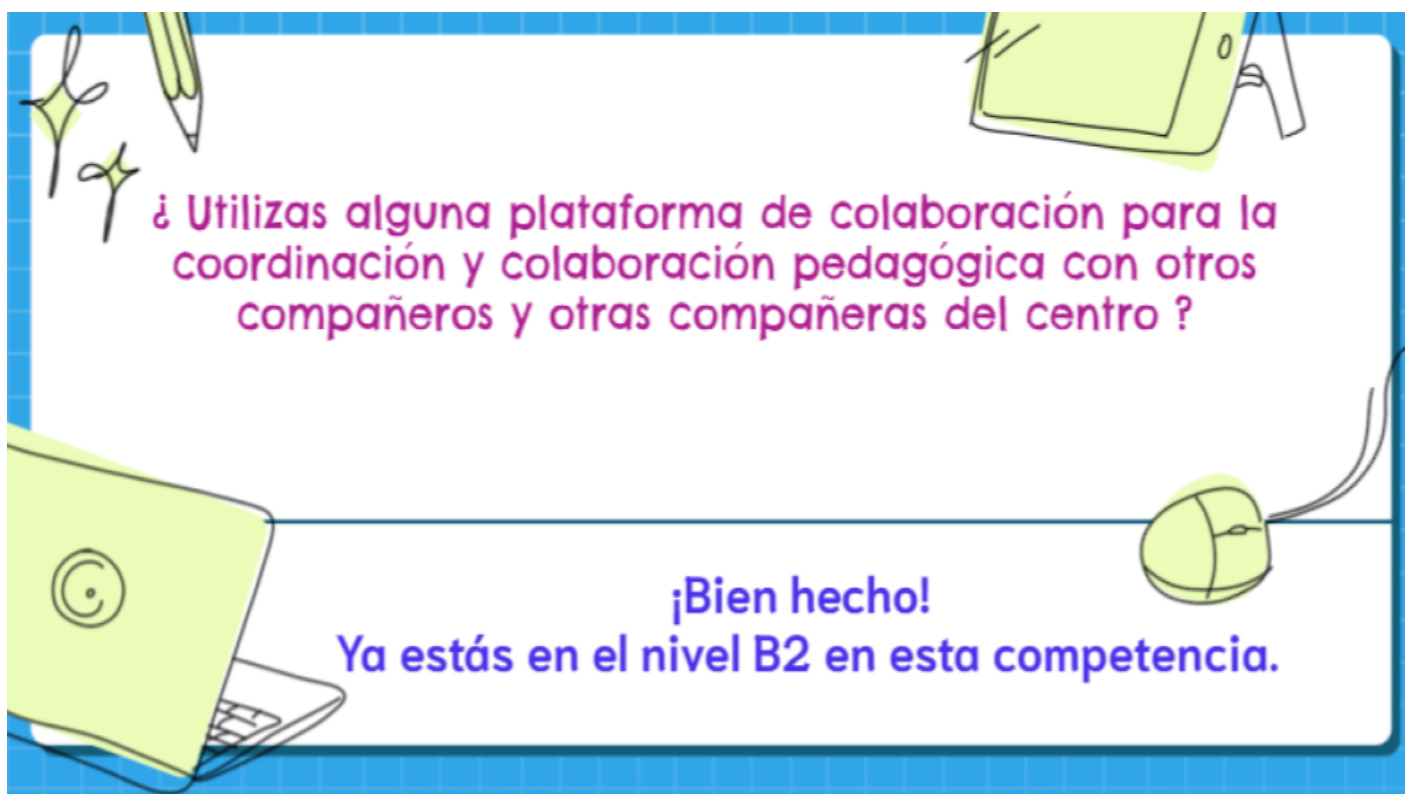 ¿ Utilizas alguna plataforma de colaboración para la
coordinación y colaboración pedagógica con otros
compañeros y otras compañeras del centro ?
¡Bien hecho!
Ya estás en el nivel B2 en esta competencia.